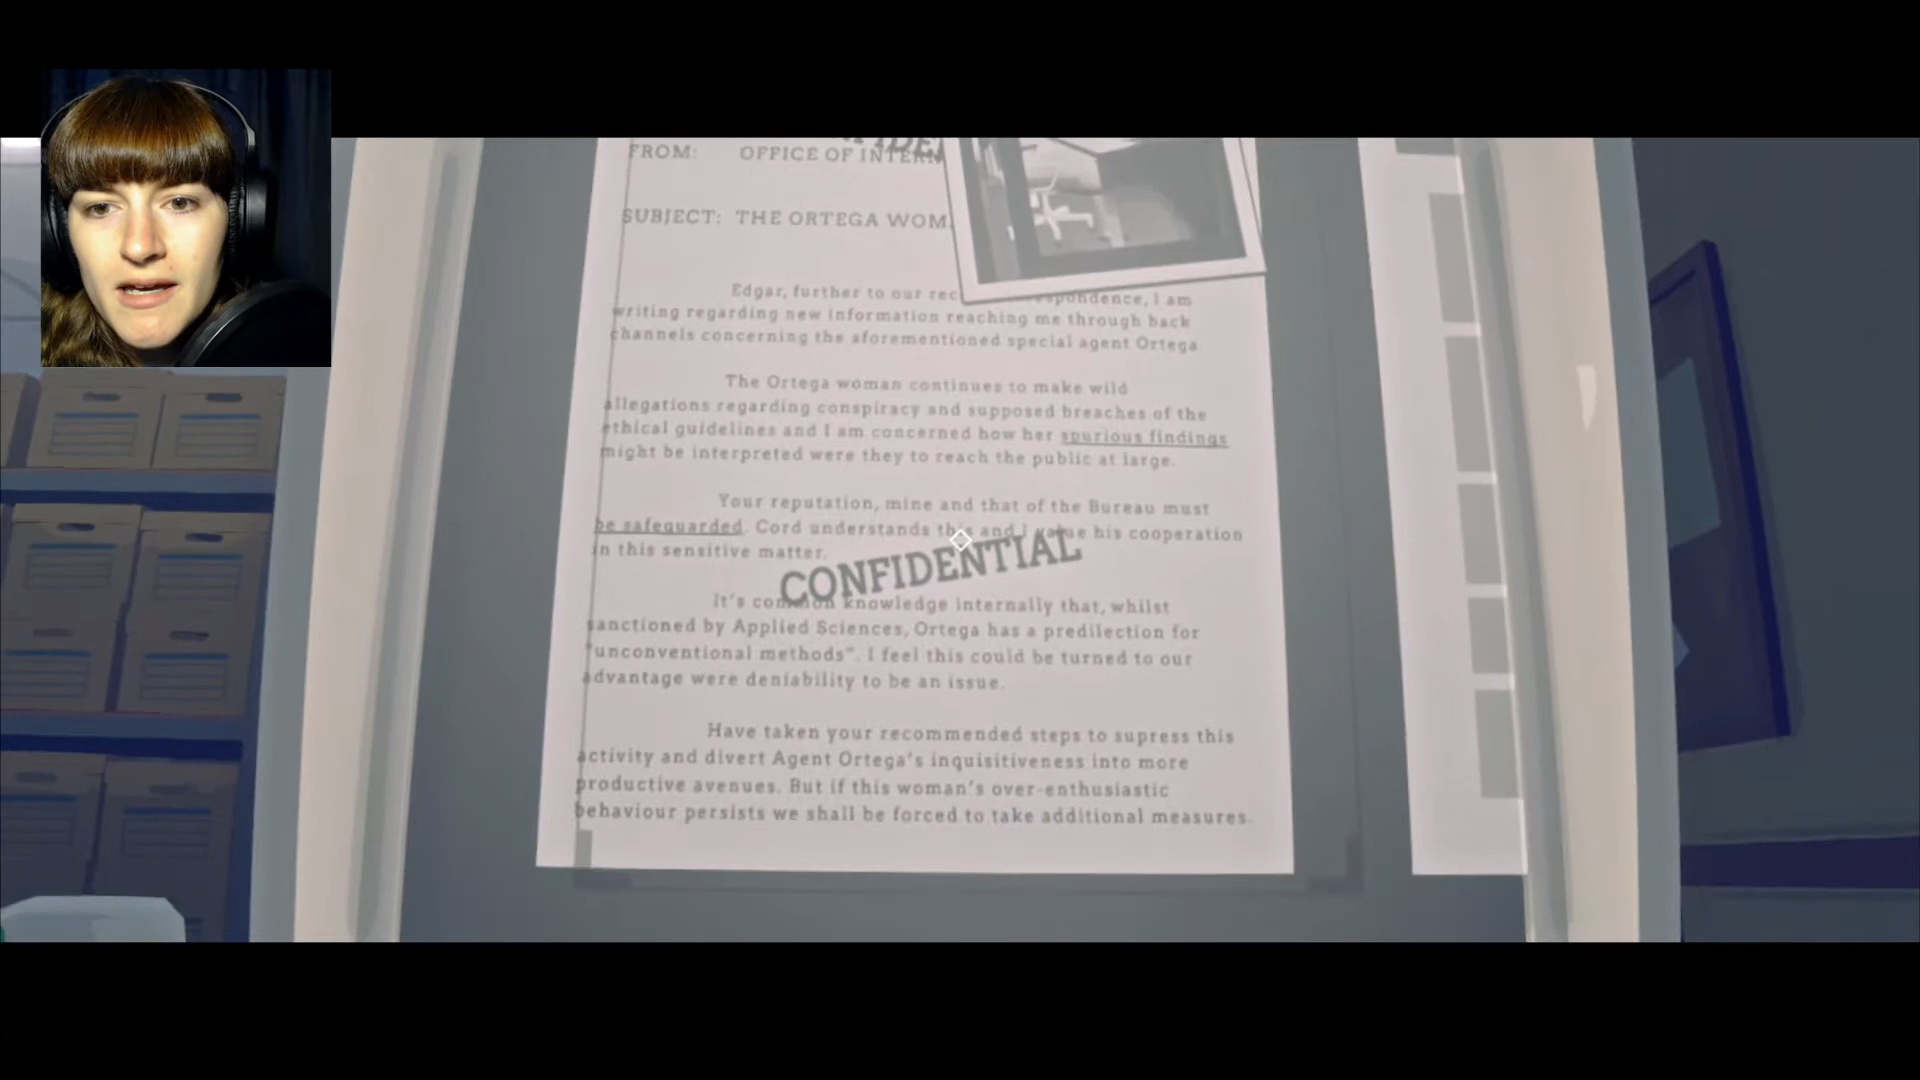 FROM: OFFICE OF INTERN
SUBJECT: THE ORTEGA WOM
Edgar, further to our rec spondence, I am
writing regarding new information reaching me through back
channels concerning the aforementioned special agent Ortega
The Ortega woman continues to make wild
allegations regarding conspiracy and supposed breaches of the
ethical guidelines and I am concerned how her spurious findings
might be interpreted were they to reach the public at large.
Your reputation, mine and that of the Bureau must
be safeguarded. Cord understands this and I value his cooperation
in this sensitive matter.
CONFIDENTIAL
It's common knowledge internally that, whilst
sanctioned by Applied Sciences, Ortega has a predilection for
"unconventional methods". I feel this could be turned to our
advantage were deniability to be an issue.
Have taken your recommended steps to supress this
activity and divert Agent Ortega's inquisitiveness into more
productive avenues. But if this woman's over-enthusiastic
behaviour persists we shall be forced to take additional measures.